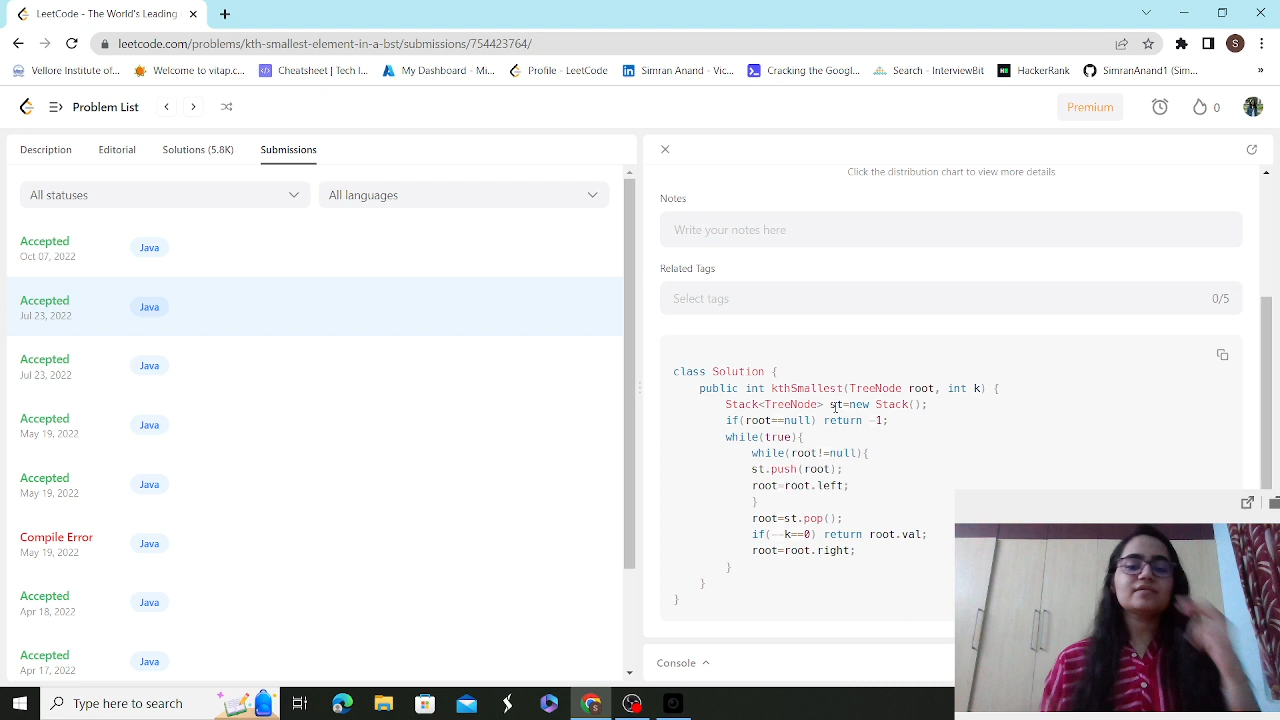 LeetCode - The World's Leading
leetcode.com/problems/kth-smallest-element-in-a-bst/submissions/754423764/
S
Vellore Institute of... Welcome to vitap.c... Cheatsheet | Tech I... My Dashboard - Mi... Profile - LeetCode Simran Anand - Vic... Cracking the Googl... Search - InterviewBit HackerRank SimranAnand1 (Sim... »
Problem List
Premium
0
Description Editorial Solutions (5.8K) Submissions
All statuses All languages
Accepted
Oct 07, 2022
Java
Accepted
Jul 23, 2022
Java
Accepted
Jul 23, 2022
Java
Accepted
May 19, 2022
Java
Accepted
May 19, 2022
Java
Compile Error
May 19, 2022
Java
Accepted
Apr 18, 2022
Java
Accepted
Apr 17, 2022
Java
Click the distribution chart to view more details
Notes
Write your notes here
Related Tags
Select tags 0/5
class Solution {
public int kthSmallest(TreeNode root, int k) {
Stack<TreeNode> st=new Stack();
if(root==null) return -1;
while(true){
while(root!=null){
st.push(root);
root=root.left;
}
root=st.pop();
if(--k==0) return root.val;
root=root.right;
}
}
}
Console
Type here to search